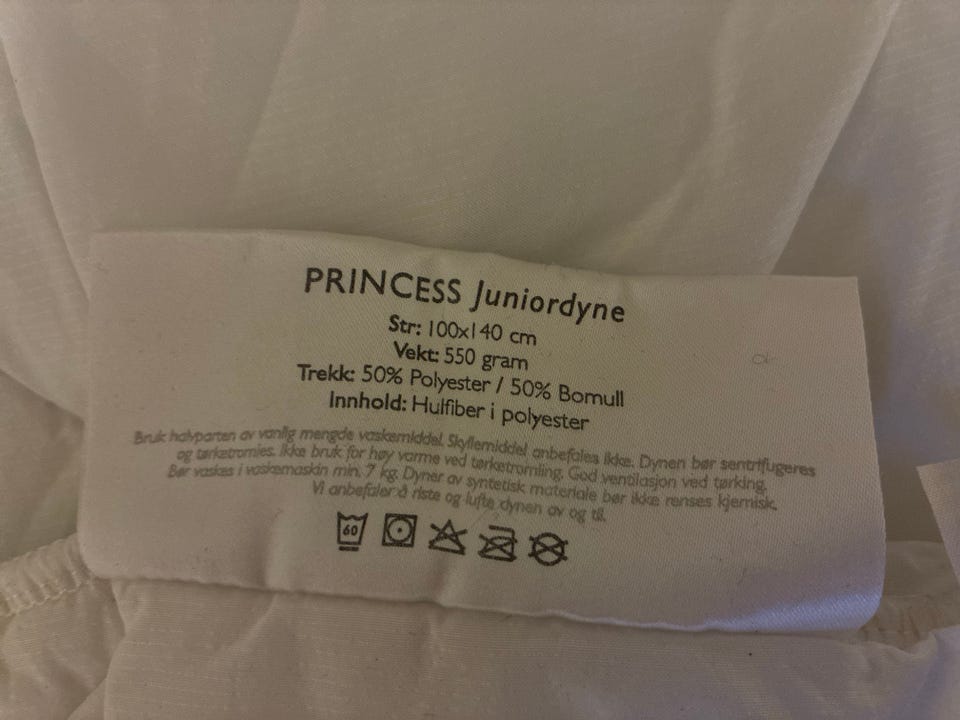 PRINCESS Juniordyne
Str: 100x140 cm
Vekt: 550 gram
Trekk: 50% Polyester / 50% Bomull
Innhold: Hulfiber i polyester
Bruk halvparten av vanlig mengde vaskemiddel. Skyllemiddel anbefales ikke. Dynen bør sentrifugeres
og tørketromles. Ikke bruk for høy varme ved tørketromling. God ventilasjon ved tørking.
Bør vaskes i vaskemaskin min. 7 kg. Dyner av syntetisk materiale bør ikke renses kjemisk.
Vi anbefaler å riste og lufte dynen av og til.
60